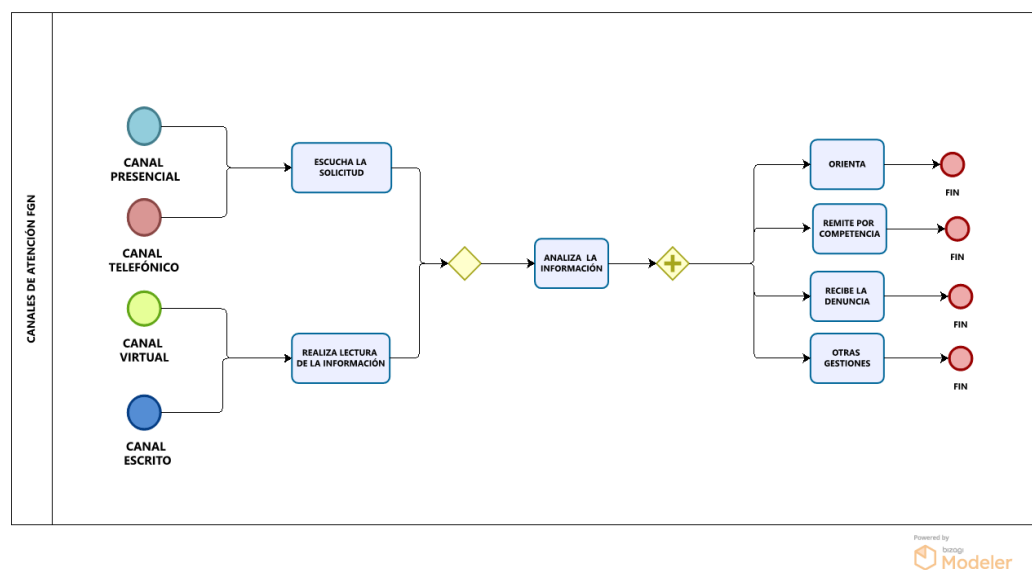 CANALES DE ATENCIÓN FGN
CANAL
PRESENCIAL
CANAL
TELEFÓNICO
CANAL
VIRTUAL
CANAL
ESCRITO
ESCUCHA LA
SOLICITUD
REALIZA LECTURA
DE LA INFORMACIÓN
ANALIZA LA
INFORMACIÓN
ORIENTA
FIN
REMITE POR
COMPETENCIA
FIN
RECIBE LA
DENUNCIA
FIN
OTRAS
GESTIONES
FIN
Powered by
bizagi
Modeler